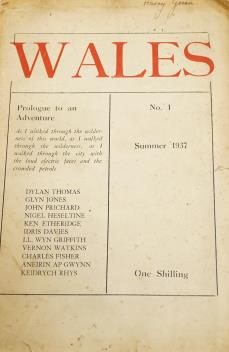 WALES
Prologue to an
Adventure
As I walked through the wilder-
ness of this world, as I walked
through the wilderness, as I
walked through the city with
the loud electric faces and the
crowded petrols
DYLAN THOMAS
GLYN JONES
JOHN PRICHARD
NIGEL HESELTINE
KEN ETHERIDGE
IDRIS DAVIES
LL. WYN GRIFFITH
VERNON WATKINS
CHARLES FISHER
ANEIRIN AP GWYNN
KEIDRYCH RHYS
No. 1
Summer 1937
One Shilling